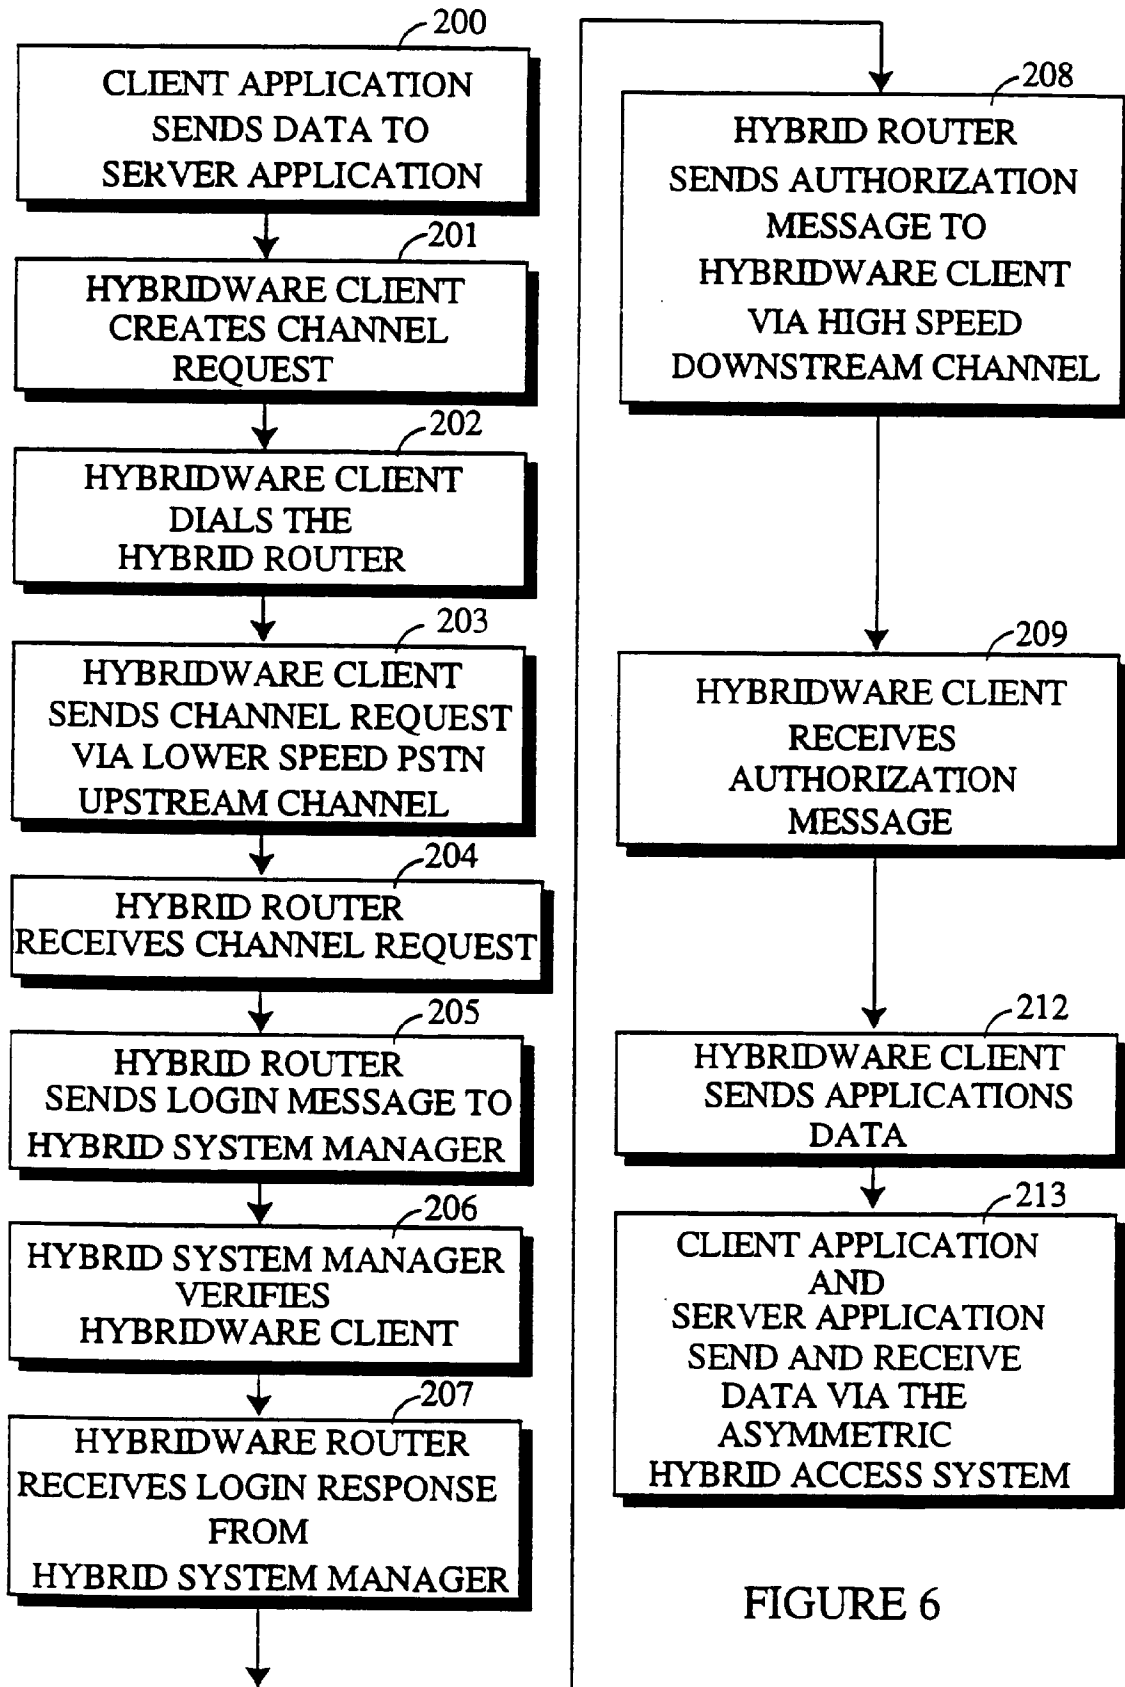 200
CLIENT APPLICATION
SENDS DATA TO
SERVER APPLICATION
201
HYBRIDWARE CLIENT
CREATES CHANNEL
REQUEST
202
HYBRIDWARE CLIENT
DIALS THE
HYBRID ROUTER
203
HYBRIDWARE CLIENT
SENDS CHANNEL REQUEST
VIA LOWER SPEED PSTN
UPSTREAM CHANNEL
204
HYBRID ROUTER
RECEIVES CHANNEL REQUEST
205
HYBRID ROUTER
SENDS LOGIN MESSAGE TO
HYBRID SYSTEM MANAGER
206
HYBRID SYSTEM MANAGER
VERIFIES
HYBRIDWARE CLIENT
207
HYBRIDWARE ROUTER
RECEIVES LOGIN RESPONSE
FROM
HYBRID SYSTEM MANAGER
208
HYBRID ROUTER
SENDS AUTHORIZATION
MESSAGE TO
HYBRIDWARE CLIENT
VIA HIGH SPEED
DOWNSTREAM CHANNEL
209
HYBRIDWARE CLIENT
RECEIVES
AUTHORIZATION
MESSAGE
212
HYBRIDWARE CLIENT
SENDS APPLICATIONS
DATA
213
CLIENT APPLICATION
AND
SERVER APPLICATION
SEND AND RECEIVE
DATA VIA THE
ASYMMETRIC
HYBRID ACCESS SYSTEM
FIGURE 6